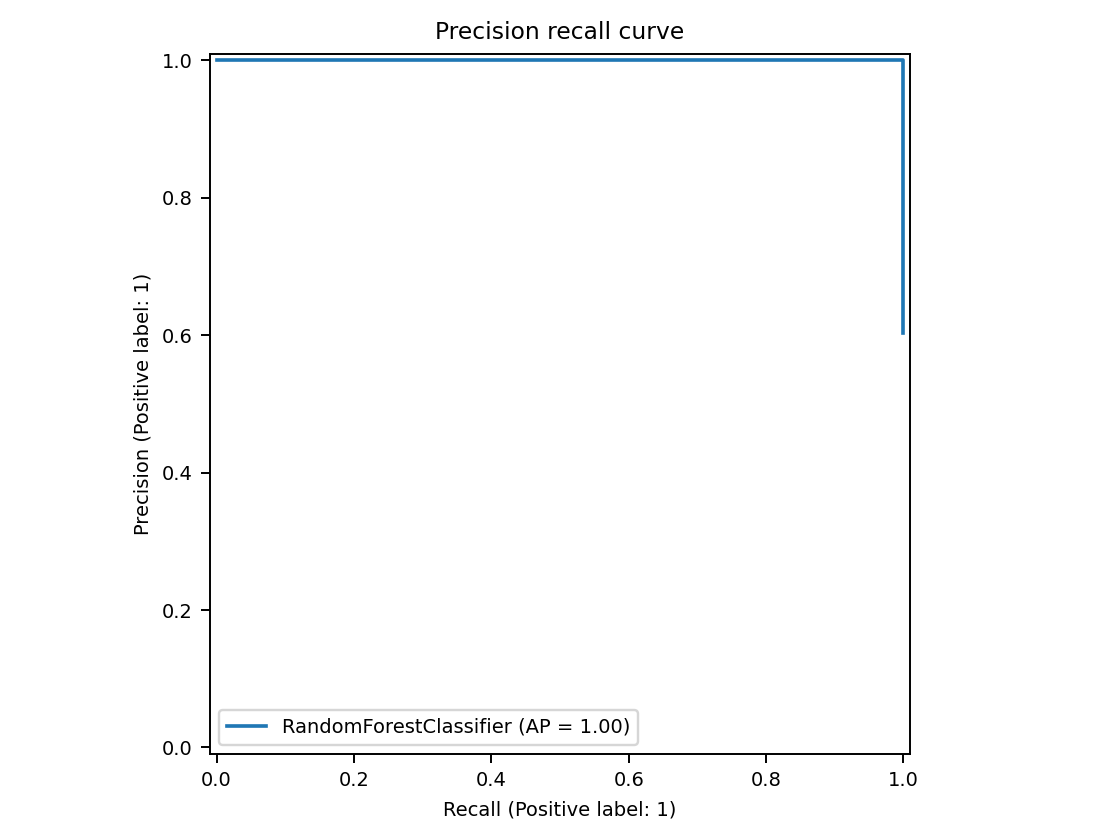 Precision recall curve
1.0
0.8
0.6
0.4
0.2
0.0
Precision (Positive label: 1)
RandomForestClassifier (AP = 1.00)
0.0 0.2 0.4 0.6 0.8 1.0
Recall (Positive label: 1)